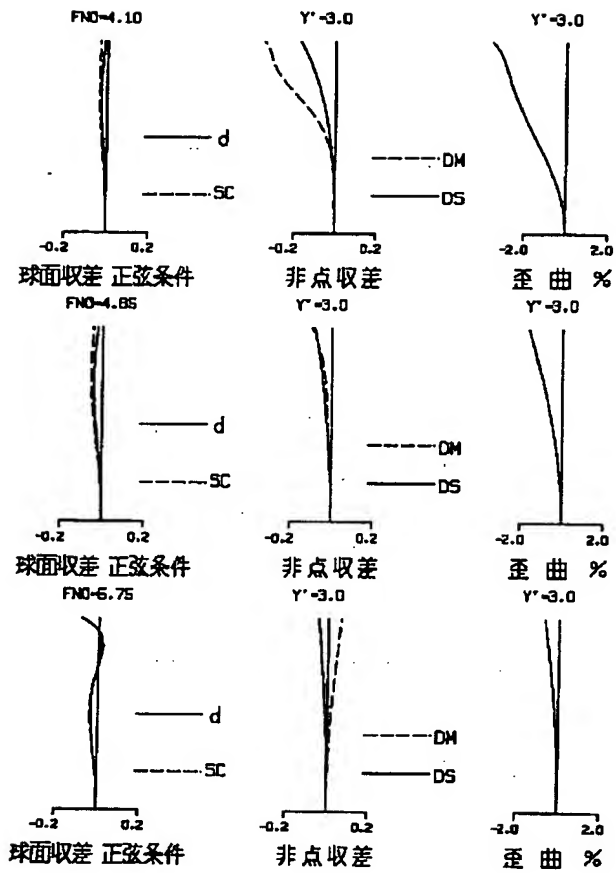 FNO=4.10 Y'=3.0 Y'=3.0
d
SC
DM
DS
-0.2 0.2 -0.2 0.2 -2.0 2.0
球面収差 正弦条件 非点収差 歪曲 %
FNO=4.85 Y'=3.0 Y'=3.0
d
SC
DM
DS
-0.2 0.2 -0.2 0.2 -2.0 2.0
球面収差 正弦条件 非点収差 歪曲 %
FNO=5.75 Y'=3.0 Y'=3.0
d
SC
DM
DS
-0.2 0.2 -0.2 0.2 -2.0 2.0
球面収差 正弦条件 非点収差 歪曲 %